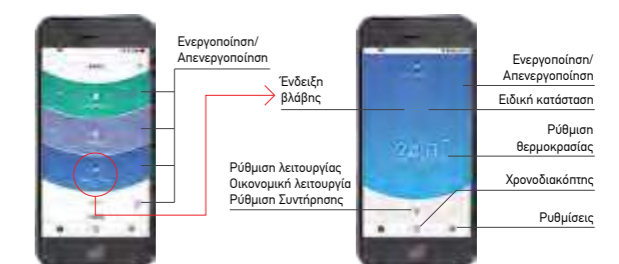 Ενεργοποίηση/
Απενεργοποίηση
Ένδειξη
βλάβης
Ρύθμιση λειτουργίας
Οικονομική λειτουργία
Ρύθμιση Συντήρησης
Ενεργοποίηση/
Απενεργοποίηση
Ειδική κατάσταση
Ρύθμιση
θερμοκρασίας
Χρονοδιακόπτης
Ρυθμίσεις